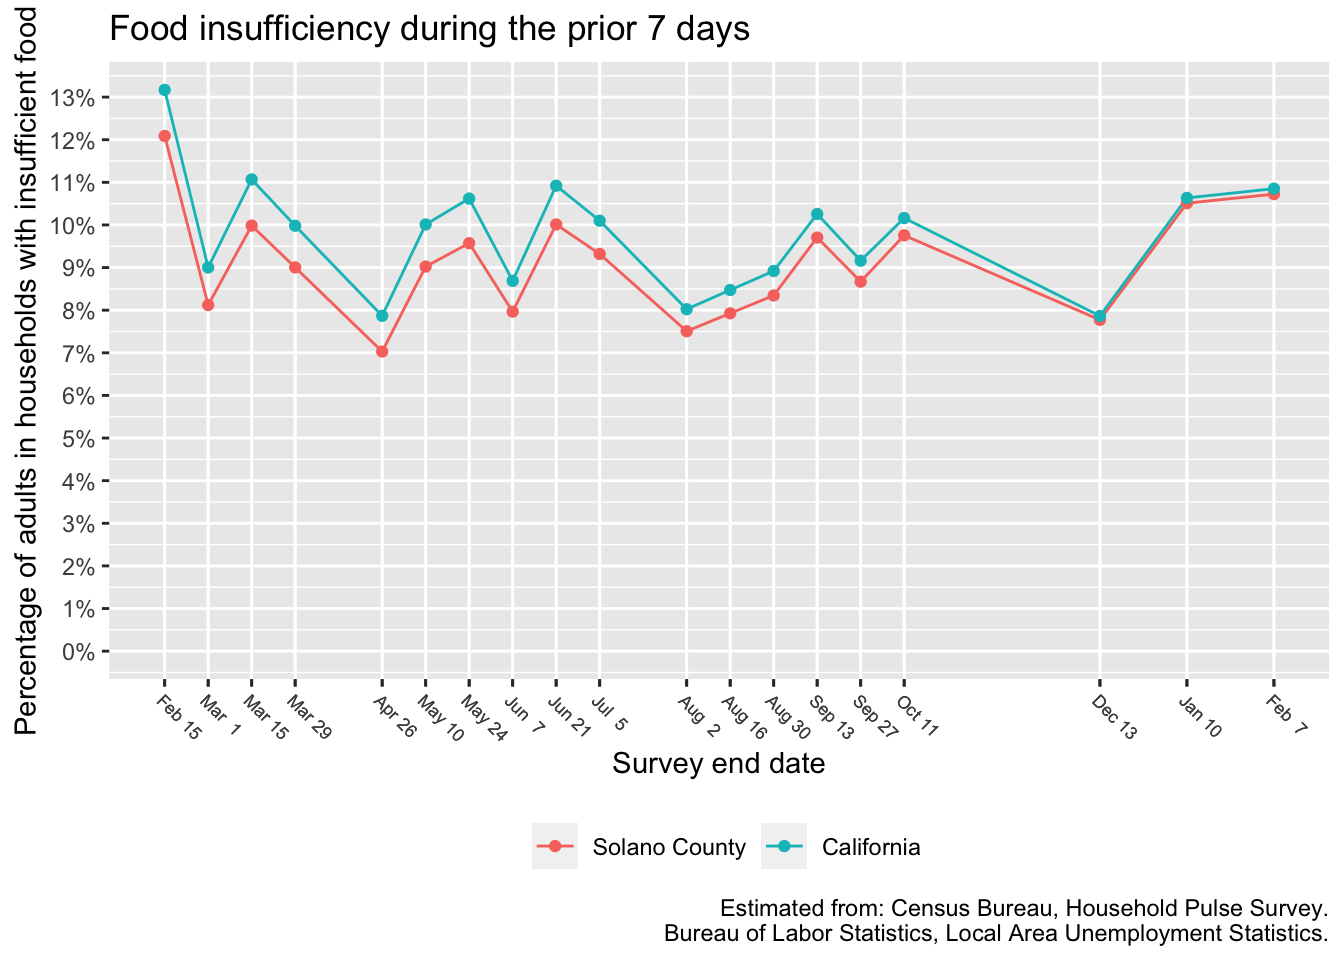 Food insufficiency during the prior 7 days
Percentage of adults in households with insufficient food
13%
12%
11%
10%
9%
8%
7%
6%
5%
4%
3%
2%
1%
0%
Feb 15
Mar 1
Mar 15
Mar 29
Apr 26
May 10
May 24
Jun 7
Jun 21
Jul 5
Aug 2
Aug 16
Aug 30
Sep 13
Sep 27
Oct 11
Dec 13
Jan 10
Feb 7
Survey end date
Solano County
California
Estimated from: Census Bureau, Household Pulse Survey.
Bureau of Labor Statistics, Local Area Unemployment Statistics.